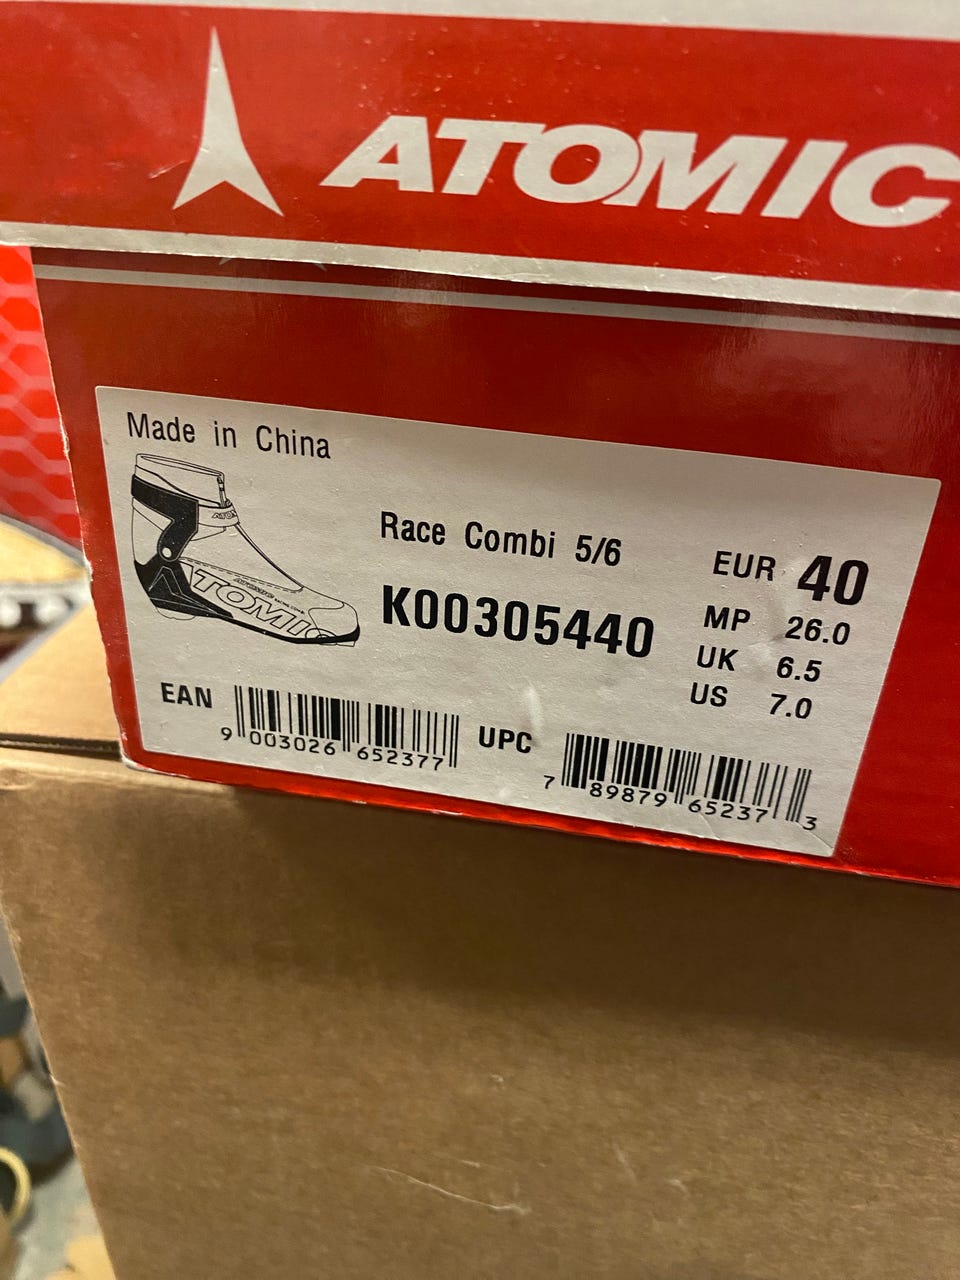 ATOMIC
Made in China
ATOMIC
Race Combi 5/6
K00305440
EUR 40
MP 26.0
UK 6.5
US 7.0
EAN
9 003026 652377
UPC
7 89879 65237 3